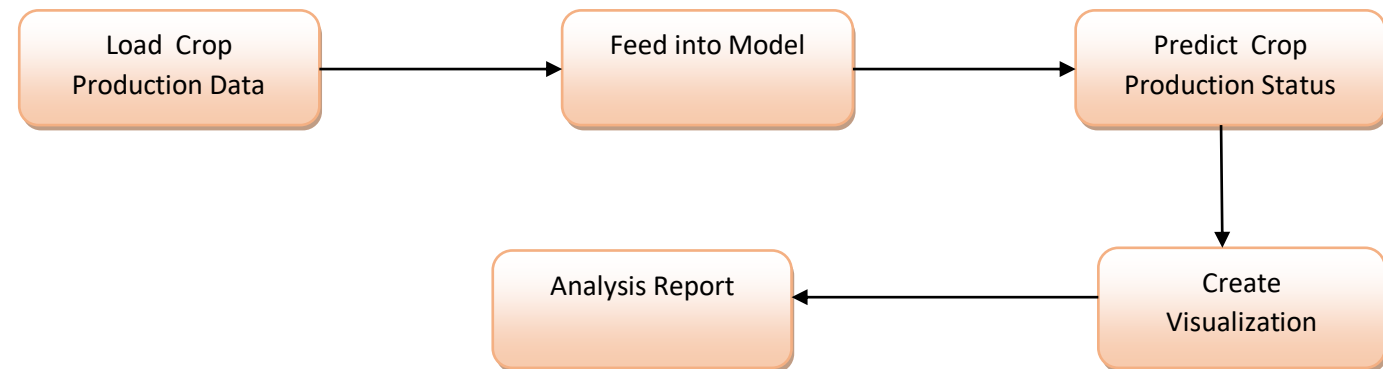 Load  Crop
Production Data
Feed into Model
Predict  Crop
Production Status
Create
Visualization
Analysis Report